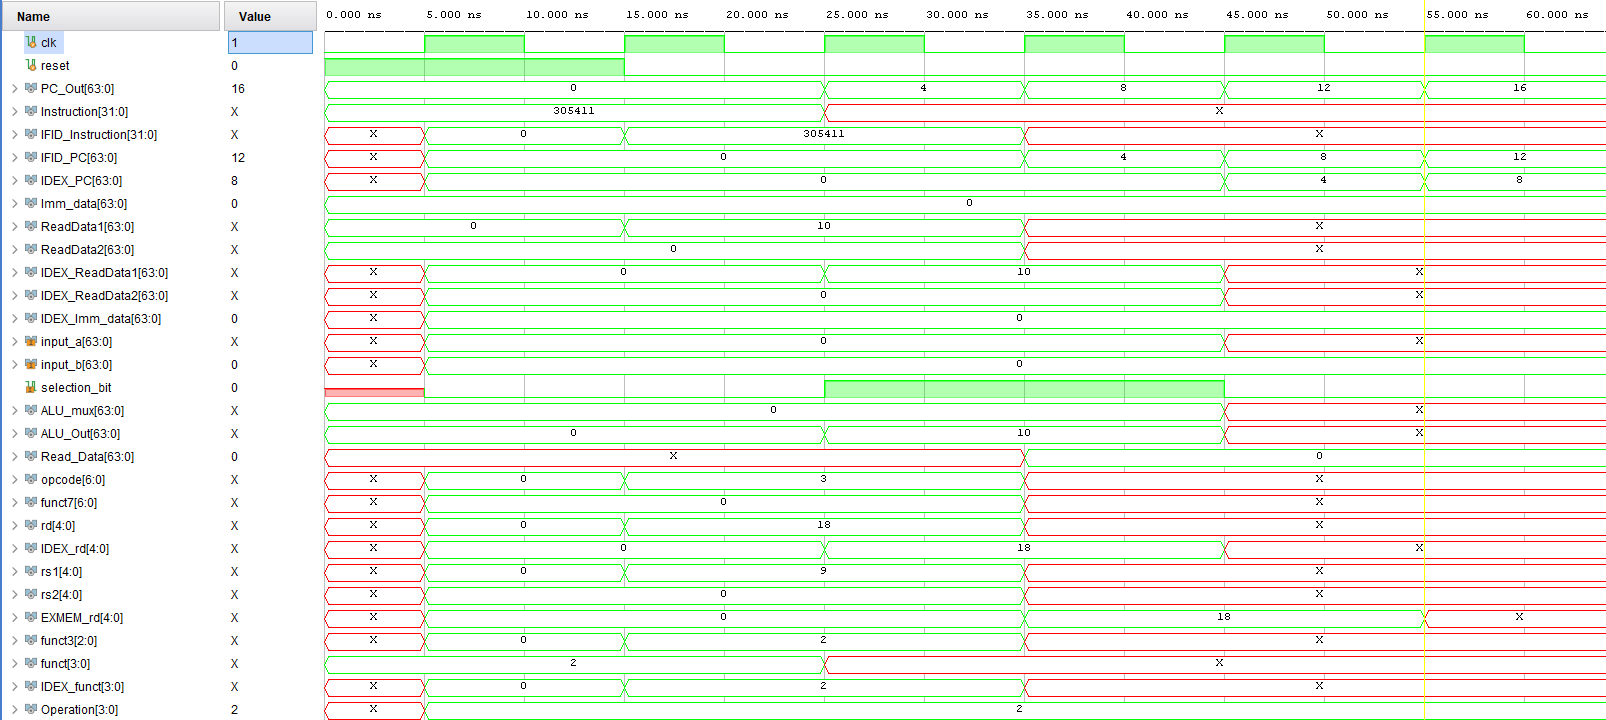 Name Value 0.000 ns 5.000 ns 10.000 ns 15.000 ns 20.000 ns 25.000 ns 30.000 ns 35.000 ns 40.000 ns 45.000 ns 50.000 ns 55.000 ns 60.000 ns
clk 1
reset 0
PC_Out[63:0] 16 0 4 8 12 16
Instruction[31:0] X 305411 X
IFID_Instruction[31:0] X X 0 305411 X
IFID_PC[63:0] 12 X 0 4 8 12
IDEX_PC[63:0] 8 X 0 4 8
Imm_data[63:0] 0 0
ReadData1[63:0] X 0 10 X
ReadData2[63:0] X 0 X
IDEX_ReadData1[63:0] X X 0 10 X
IDEX_ReadData2[63:0] X X 0 X
IDEX_Imm_data[63:0] 0 X 0
input_a[63:0] X X 0 X
input_b[63:0] 0 X 0
selection_bit 0
ALU_mux[63:0] X 0 X
ALU_Out[63:0] X 0 10 X
Read_Data[63:0] 0 X 0
opcode[6:0] X X 0 3 X
funct7[6:0] X X 0 X
rd[4:0] X X 0 18 X
IDEX_rd[4:0] X X 0 18 X
rs1[4:0] X X 0 9 X
rs2[4:0] X X 0 X
EXMEM_rd[4:0] X X 0 18 X
funct3[2:0] X X 0 2 X
funct[3:0] X 2 X
IDEX_funct[3:0] X X 0 2 X
Operation[3:0] 2 X 2